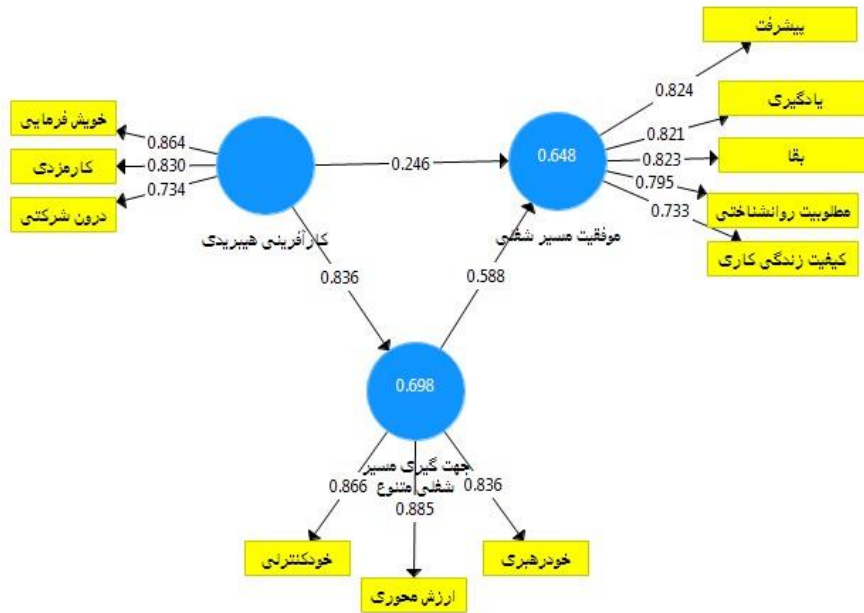 پیشرفت
0.824
یادگیری
0.821
بقا
0.823
مطلوبیت روانشناختی
0.795
کیفیت زندگی کاری
0.733
0.648
موفقیت مسیر شغلی
خویش فرمایی
0.864
کارمزدی
0.830
درون شرکتی
0.734
کارآفرینی هیبریدی
0.246
0.836
0.588
0.698
جهت گیری مسیر
شغلی متنوع
0.866
0.885
0.836
خودکنترلی
ارزش محوری
خودرهبری